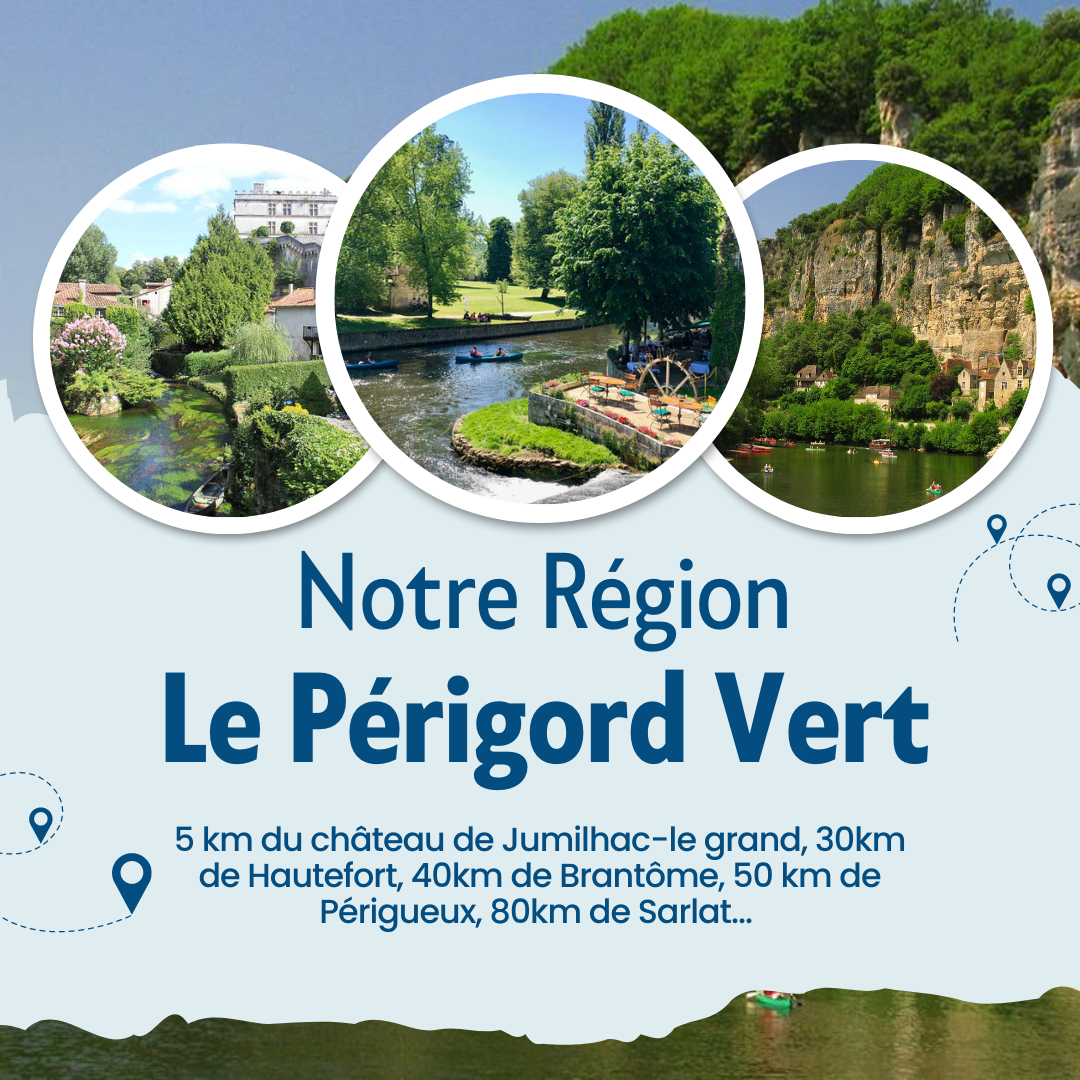 Notre Région
Le Périgord Vert
5 km du château de Jumilhac-le grand, 30km
de Hautefort, 40km de Brantôme, 50 km de
Périgueux, 80km de Sarlat...